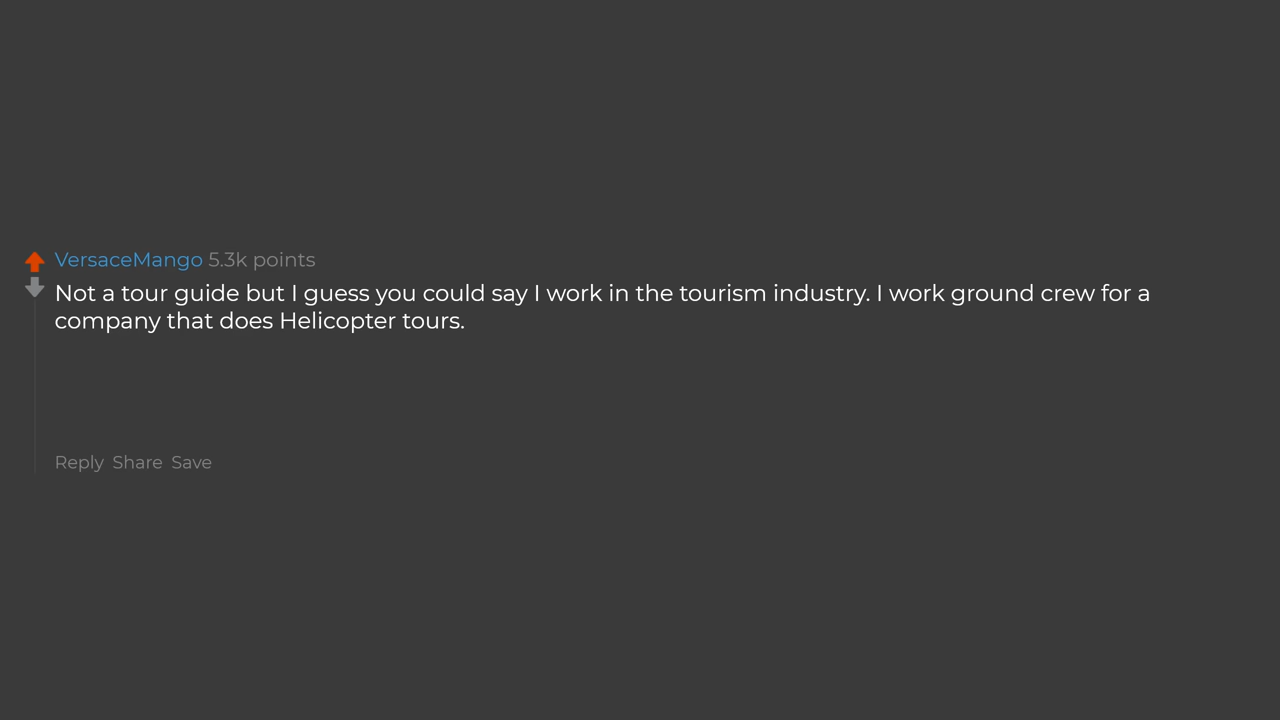 VersaceMango 5.3k points
Not a tour guide but I guess you could say I work in the tourism industry. I work ground crew for a
company that does Helicopter tours.
Reply Share Save